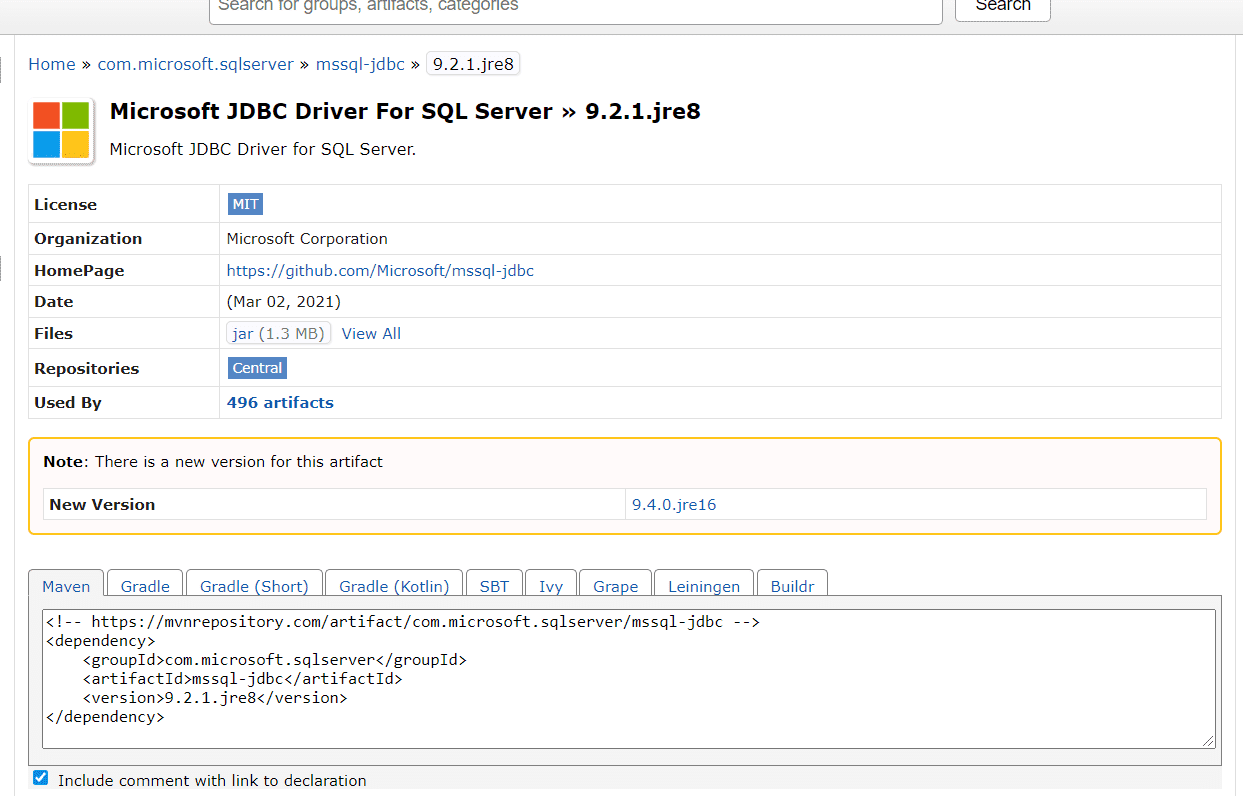 Search for groups, artifacts, categories Search
Home » com.microsoft.sqlserver » mssql-jdbc » 9.2.1.jre8
Microsoft JDBC Driver For SQL Server » 9.2.1.jre8
Microsoft JDBC Driver for SQL Server.
License MIT
Organization Microsoft Corporation
HomePage https://github.com/Microsoft/mssql-jdbc
Date (Mar 02, 2021)
Files jar (1.3 MB) View All
Repositories Central
Used By 496 artifacts
Note: There is a new version for this artifact
New Version 9.4.0.jre16
Maven Gradle Gradle (Short) Gradle (Kotlin) SBT Ivy Grape Leiningen Buildr
<!-- https://mvnrepository.com/artifact/com.microsoft.sqlserver/mssql-jdbc -->
<dependency>
    <groupId>com.microsoft.sqlserver</groupId>
    <artifactId>mssql-jdbc</artifactId>
    <version>9.2.1.jre8</version>
</dependency>
Include comment with link to declaration